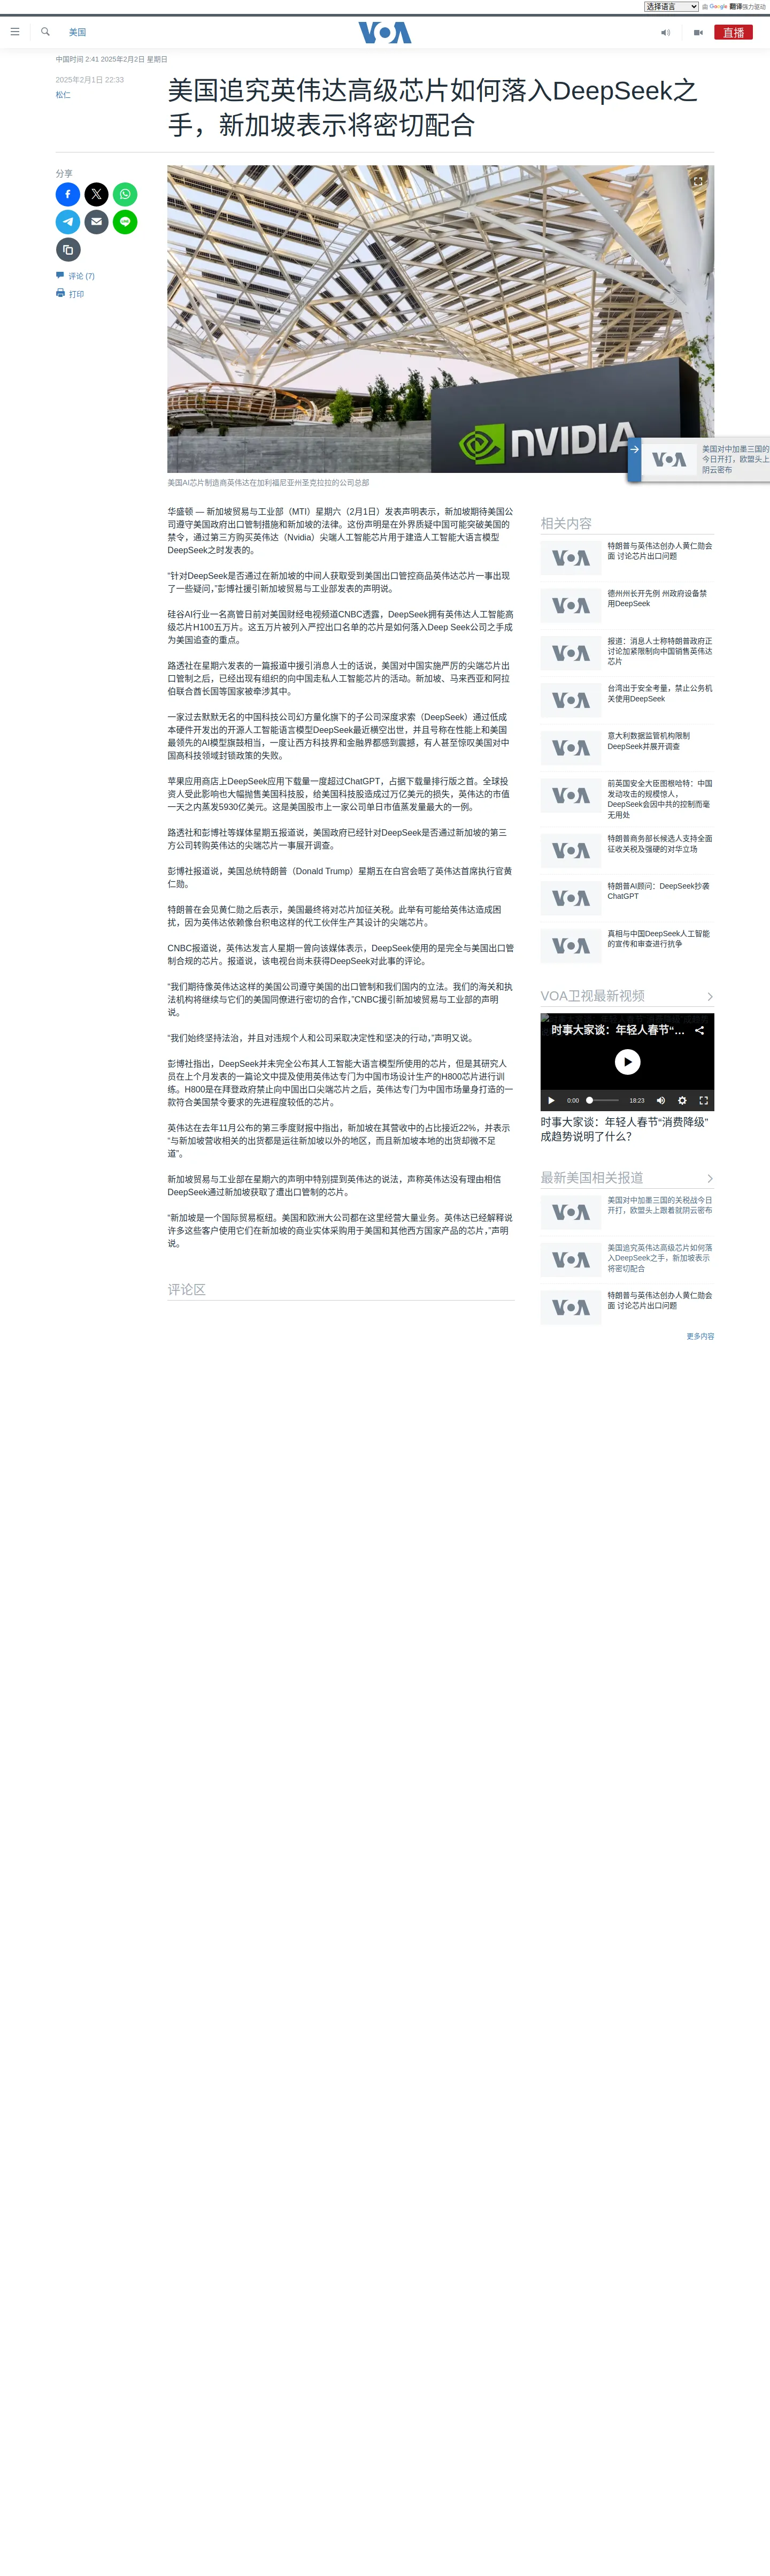 选择语言
由 Google 翻译强力驱动
美国
VOA
直播
中国时间 2:41 2025年2月2日 星期日
2025年2月1日 22:33
松仁
美国追究英伟达高级芯片如何落入DeepSeek之
手，新加坡表示将密切配合
分享
评论 (7)
打印
NVIDIA
美国AI芯片制造商英伟达在加利福尼亚州圣克拉拉的公司总部
美国对中加墨三国的
今日开打，欧盟头上
阴云密布
VOA
华盛顿 — 新加坡贸易与工业部（MTI）星期六（2月1日）发表声明表示，新加坡期待美国公
司遵守美国政府出口管制措施和新加坡的法律。这份声明是在外界质疑中国可能突破美国的
禁令，通过第三方购买英伟达（Nvidia）尖端人工智能芯片用于建造人工智能大语言模型
DeepSeek之时发表的。
“针对DeepSeek是否通过在新加坡的中间人获取受到美国出口管控商品英伟达芯片一事出现
了一些疑问，”彭博社援引新加坡贸易与工业部发表的声明说。
硅谷AI行业一名高管日前对美国财经电视频道CNBC透露，DeepSeek拥有英伟达人工智能高
级芯片H100五万片。这五万片被列入严控出口名单的芯片是如何落入Deep Seek公司之手成
为美国追查的重点。
路透社在星期六发表的一篇报道中援引消息人士的话说，美国对中国实施严厉的尖端芯片出
口管制之后，已经出现有组织的向中国走私人工智能芯片的活动。新加坡、马来西亚和阿拉
伯联合酋长国等国家被牵涉其中。
一家过去默默无名的中国科技公司幻方量化旗下的子公司深度求索（DeepSeek）通过低成
本硬件开发出的开源人工智能语言模型DeepSeek最近横空出世，并且号称在性能上和美国
最领先的AI模型旗鼓相当，一度让西方科技界和金融界都感到震撼，有人甚至惊叹美国对中
国高科技领域封锁政策的失败。
苹果应用商店上DeepSeek应用下载量一度超过ChatGPT，占据下载量排行版之首。全球投
资人受此影响也大幅抛售美国科技股，给美国科技股造成过万亿美元的损失，英伟达的市值
一天之内蒸发5930亿美元。这是美国股市上一家公司单日市值蒸发量最大的一例。
路透社和彭博社等媒体星期五报道说，美国政府已经针对DeepSeek是否通过新加坡的第三
方公司转购英伟达的尖端芯片一事展开调查。
彭博社报道说，美国总统特朗普（Donald Trump）星期五在白宫会晤了英伟达首席执行官黄
仁勋。
特朗普在会见黄仁勋之后表示，美国最终将对芯片加征关税。此举有可能给英伟达造成困
扰，因为英伟达依赖像台积电这样的代工伙伴生产其设计的尖端芯片。
CNBC报道说，英伟达发言人星期一曾向该媒体表示，DeepSeek使用的是完全与美国出口管
制合规的芯片。报道说，该电视台尚未获得DeepSeek对此事的评论。
“我们期待像英伟达这样的美国公司遵守美国的出口管制和我们国内的立法。我们的海关和执
法机构将继续与它们的美国同僚进行密切的合作，”CNBC援引新加坡贸易与工业部的声明
说。
“我们始终坚持法治，并且对违规个人和公司采取决定性和坚决的行动，”声明又说。
彭博社指出，DeepSeek并未完全公布其人工智能大语言模型所使用的芯片，但是其研究人
员在上个月发表的一篇论文中提及使用英伟达专门为中国市场设计生产的H800芯片进行训
练。H800是在拜登政府禁止向中国出口尖端芯片之后，英伟达专门为中国市场量身打造的一
款符合美国禁令要求的先进程度较低的芯片。
英伟达在去年11月公布的第三季度财报中指出，新加坡在其营收中的占比接近22%，并表示
“与新加坡营收相关的出货都是运往新加坡以外的地区，而且新加坡本地的出货却微不足
道”。
新加坡贸易与工业部在星期六的声明中特别提到英伟达的说法，声称英伟达没有理由相信
DeepSeek通过新加坡获取了遭出口管制的芯片。
“新加坡是一个国际贸易枢纽。美国和欧洲大公司都在这里经营大量业务。英伟达已经解释说
许多这些客户使用它们在新加坡的商业实体采购用于美国和其他西方国家产品的芯片，”声明
说。
评论区
相关内容
VOA
特朗普与英伟达创办人黄仁勋会
面 讨论芯片出口问题
VOA
德州州长开先例 州政府设备禁
用DeepSeek
VOA
报道：消息人士称特朗普政府正
讨论加紧限制向中国销售英伟达
芯片
VOA
台湾出于安全考量，禁止公务机
关使用DeepSeek
VOA
意大利数据监管机构限制
DeepSeek并展开调查
VOA
前英国安全大臣图根哈特：中国
发动攻击的规模惊人，
DeepSeek会因中共的控制而毫
无用处
VOA
特朗普商务部长候选人支持全面
征收关税及强硬的对华立场
VOA
特朗普AI顾问：DeepSeek抄袭
ChatGPT
VOA
真相与中国DeepSeek人工智能
的宣传和审查进行抗争
VOA
VOA卫视最新视频
时事大家谈：年轻人春节“…
0:00
18:23
时事大家谈：年轻人春节“消费降级”
成趋势说明了什么？
最新美国相关报道
VOA
美国对中加墨三国的关税战今日
开打，欧盟头上跟着就阴云密布
VOA
美国追究英伟达高级芯片如何落
入DeepSeek之手，新加坡表示
将密切配合
VOA
特朗普与英伟达创办人黄仁勋会
面 讨论芯片出口问题
更多内容